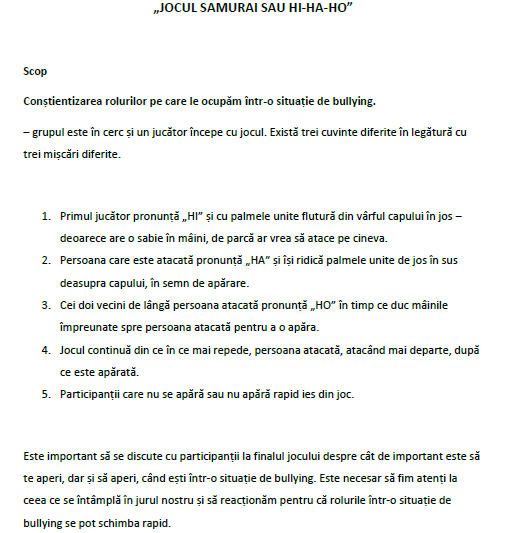 „JOCUL SAMURAI SAU HI-HA-HO”
Scop
Conștientizarea rolurilor pe care le ocupăm într-o situație de bullying.
– grupul este în cerc și un jucător începe cu jocul. Există trei cuvinte diferite în legătură cu
trei mișcări diferite.
1. Primul jucător pronunță „HI” și cu palmele unite flutură din vârful capului în jos –
deoarece are o sabie în mâini, de parcă ar vrea să atace pe cineva.
2. Persoana care este atacată pronunță „HA” și își ridică palmele unite de jos în sus
deasupra capului, în semn de apărare.
3. Cei doi vecini de lângă persoana atacată pronunță „HO” în timp ce duc mâinile
împreunate spre persoana atacată pentru a o apăra.
4. Jocul continuă din ce în ce mai repede, persoana atacată, atacând mai departe, după
ce este apărată.
5. Participanții care nu se apără sau nu apără rapid ies din joc.
Este important să se discute cu participanții la finalul jocului despre cât de important este să
te aperi, dar și să aperi, când ești într-o situație de bullying. Este necesar să fim atenți la
ceea ce se întâmplă în jurul nostru și să reacționăm pentru că rolurile într-o situație de
bullying se pot schimba rapid.